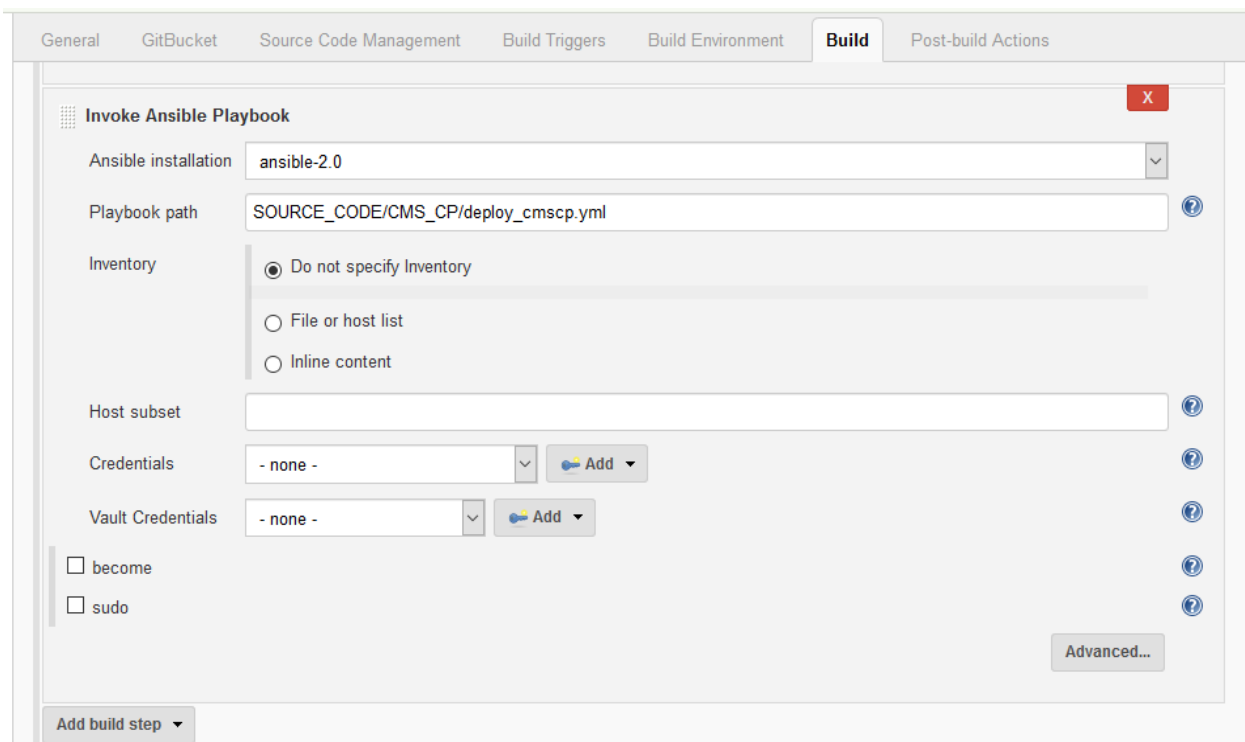 General GitBucket Source Code Management Build Triggers Build Environment Build Post-build Actions
X
Invoke Ansible Playbook
Ansible installation ansible-2.0
Playbook path SOURCE_CODE/CMS_CP/deploy_cmscp.yml
Inventory Do not specify Inventory
File or host list
Inline content
Host subset
Credentials - none - Add
Vault Credentials - none - Add
become
sudo
Advanced...
Add build step